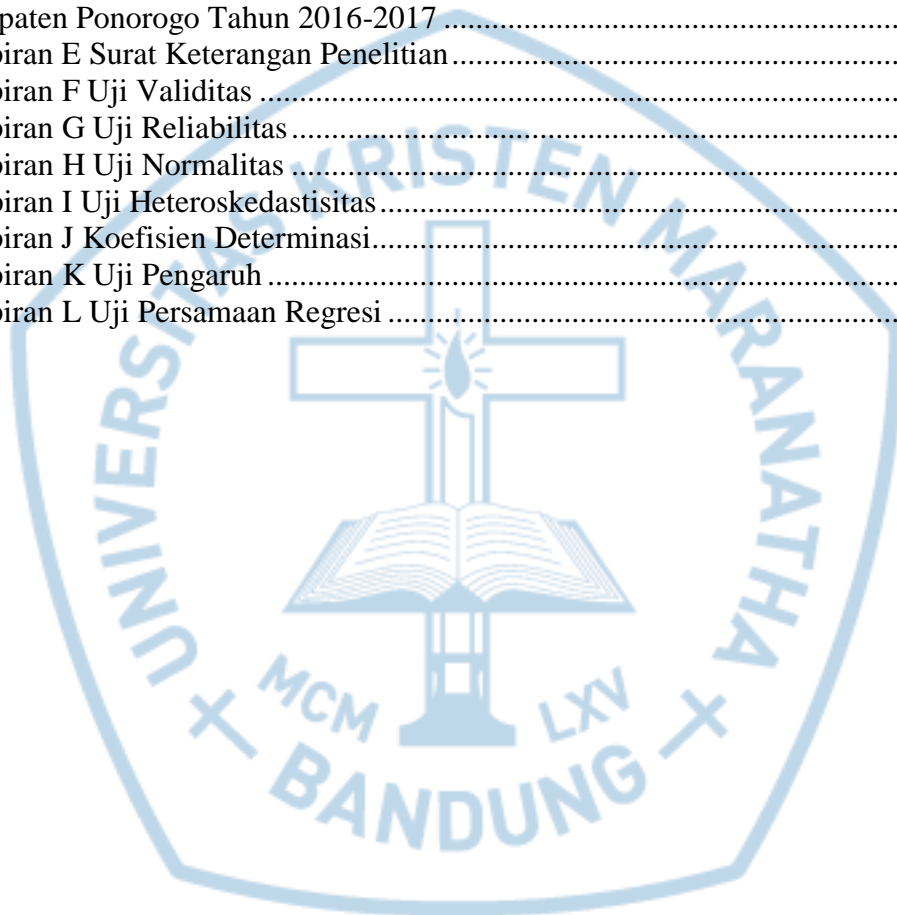 paten Ponorogo Tahun 2016-2017 ........................................................
piran E Surat Keterangan Penelitian ........................................................
piran F Uji Validitas ........................................................
piran G Uji Reliabilitas ........................................................
piran H Uji Normalitas ........................................................
piran I Uji Heteroskedastisitas ........................................................
piran J Koefisien Determinasi ........................................................
piran K Uji Pengaruh ........................................................
piran L Uji Persamaan Regresi ........................................................
UNIVERSITAS KRISTEN MARANATHA
MCM LXV
BANDUNG